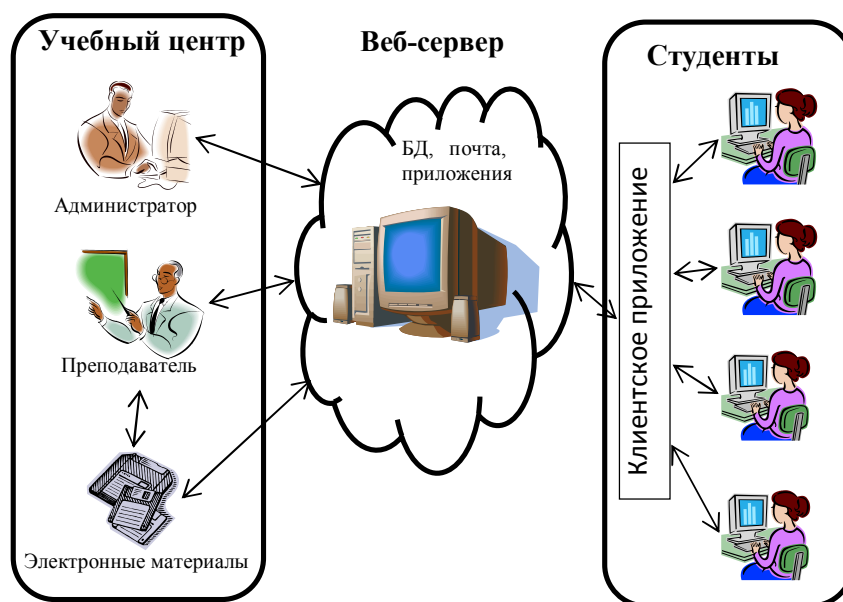 Учебный центр
Администратор
Преподаватель
Электронные материалы
Веб-сервер
БД, почта,
приложения
Студенты
Клиентское приложение